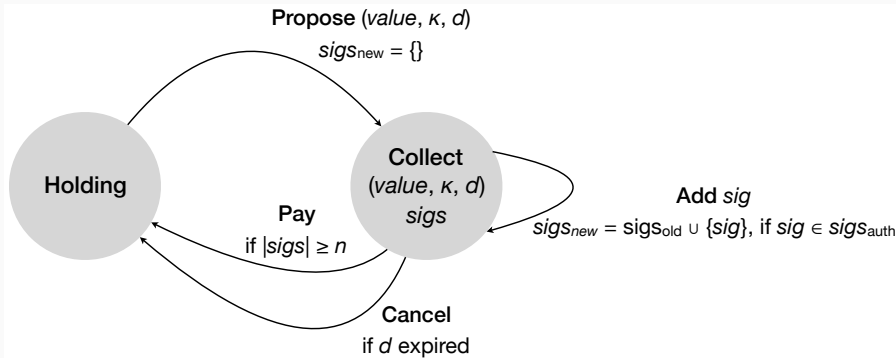 Propose (value, κ, d)
sigsnew = {}
Holding
Collect
(value, κ, d)
sigs
Add sig
sigsnew = sigsold ∪ {sig}, if sig ∈ sigsauth
Pay
if |sigs| ≥ n
Cancel
if d expired